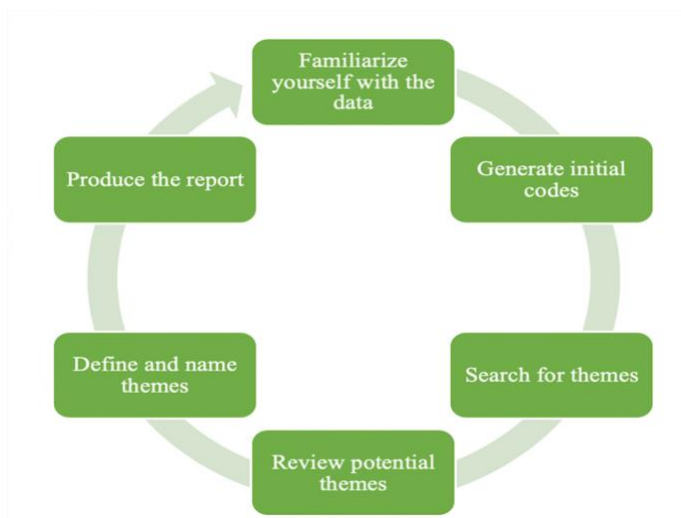 Familiarize
yourself with the
data
Generate initial
codes
Search for themes
Review potential
themes
Define and name
themes
Produce the report